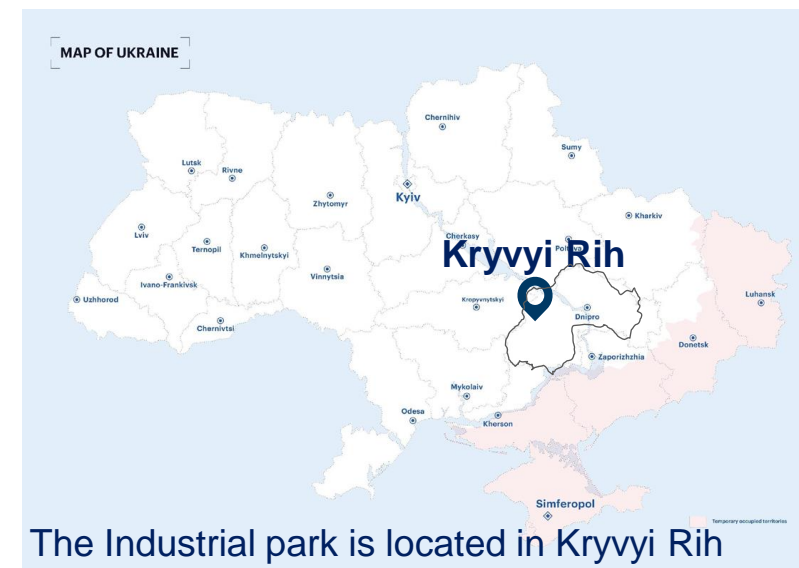 MAP OF UKRAINE
Chernihiv
Sumy
Lutsk
Rivne
Zhytomyr
Kyiv
Kharkiv
Lviv
Ternopil
Khmelnytskyi
Cherkasy
Poltava
Kryvyi Rih
Vinnytsia
Ivano-Frankivsk
Uzhhorod
Chernivtsi
Kropyvnytskyi
Dnipro
Luhansk
Donetsk
Zaporizhzhia
Mykolaiv
Odesa
Kherson
Simferopol
Temporary occupied territories
The Industrial park is located in Kryvyi Rih